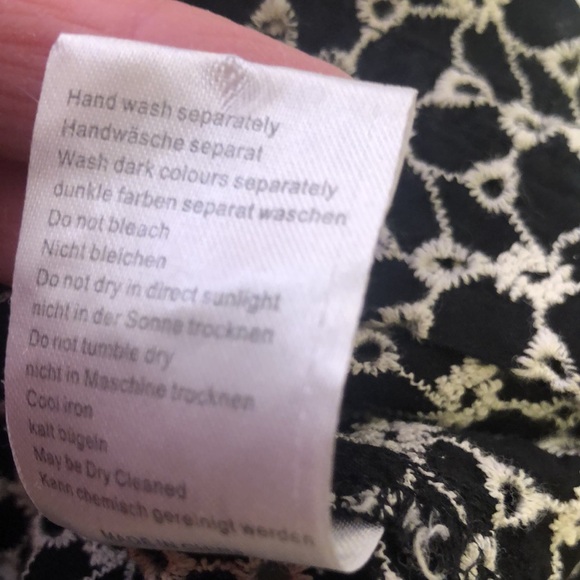 Hand wash separately
Handwäsche separat
Wash dark colours separately
dunkle farben separat waschen
Do not bleach
Nicht bleichen
Do not dry in direct sunlight
nicht in der Sonne trocknen
Do not tumble dry
nicht in Maschine trocknen
Cool iron
kalt bügeln
May be Dry Cleaned
Kann chemisch gereinigt werden
MADE IN